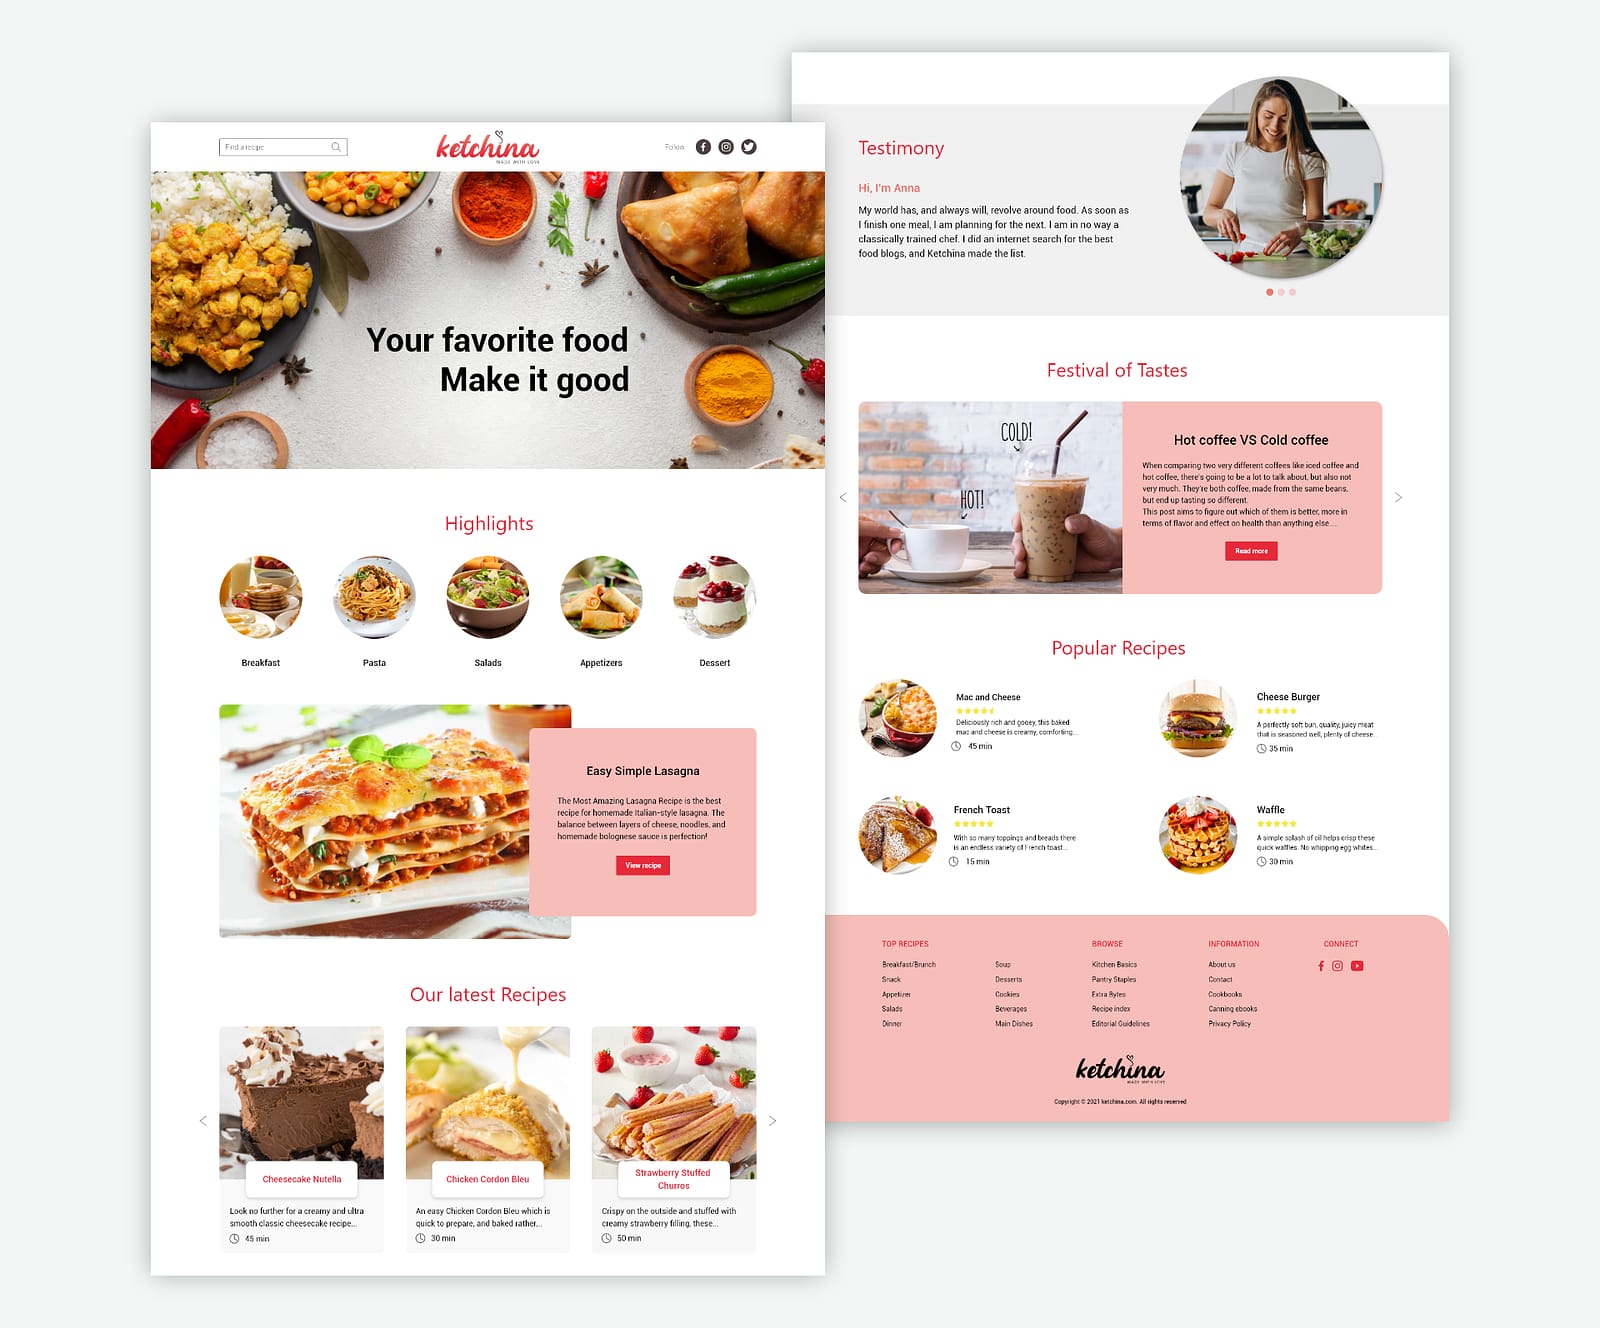 Find a recipe
ketchina
MADE WITH LOVE
Follow
Your favorite food
Make it good
Highlights
Breakfast
Pasta
Salads
Appetizers
Dessert
Easy Simple Lasagna
The Most Amazing Lasagna Recipe is the best
recipe for homemade Italian-style lasagna. The
balance between layers of cheese, noodles, and
homemade bolognese sauce is perfection!
View recipe
Our latest Recipes
<
>
Cheesecake Nutella
Look no further for a creamy and ultra
smooth classic cheesecake recipe...
45 min
Chicken Cordon Bleu
An easy Chicken Cordon Bleu which is
quick to prepare, and baked rather...
30 min
Strawberry Stuffed
Churros
Crispy on the outside and stuffed with
creamy strawberry filling, these...
50 min
Testimony
Hi, I'm Anna
My world has, and always will, revolve around food. As soon as
I finish one meal, I am planning for the next. I am in no way a
classically trained chef. I did an internet search for the best
food blogs, and Ketchina made the list.
Festival of Tastes
<
>
COLD!
HOT!
Hot coffee VS Cold coffee
When comparing two very different coffees like iced coffee and
hot coffee, there's going to be a lot to talk about, but also not
very much. They're both coffee, made from the same beans,
but end up tasting so different.
This post aims to figure out which of them is better, more in
terms of flavor and effect on health than anything else....
Read more
Popular Recipes
Mac and Cheese
Deliciously rich and gooey, this baked
mac and cheese is creamy, comforting...
45 min
Cheese Burger
A perfectly soft bun, quality, juicy meat
that is seasoned well, plenty of cheese...
35 min
French Toast
With so many toppings and breads there
is an endless variety of French toast...
15 min
Waffle
A simple splash of oil helps crisp these
quick waffles. No whipping egg whites...
30 min
TOP RECIPES
Breakfast/Brunch
Snack
Appetizer
Salads
Dinner
Soup
Desserts
Cookies
Beverages
Main Dishes
BROWSE
Kitchen Basics
Pantry Staples
Extra Bytes
Recipe index
Editorial Guidelines
INFORMATION
About us
Contact
Cookbooks
Canning ebooks
Privacy Policy
CONNECT
ketchina
MADE WITH LOVE
Copyright © 2021 ketchina.com. All rights reserved